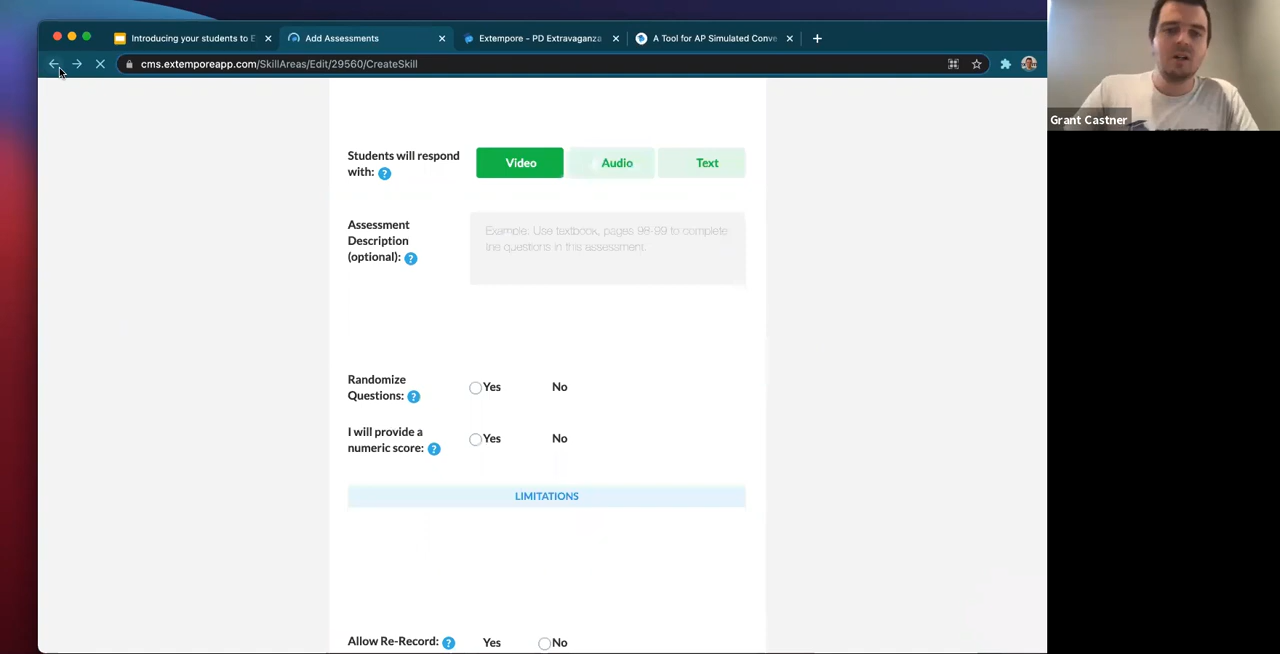 Introducing your students to E
Add Assessments
Extempore - PD Extravaganza
A Tool for AP Simulated Conve
cms.extemporeapp.com/SkillAreas/Edit/29560/CreateSkill
Grant Castner
Students will respond
with: ?
Video
Audio
Text
Assessment
Description
(optional): ?
Example: Use textbook, pages 98-99 to complete
the questions in this assessment.
Randomize
Questions: ?
Yes
No
I will provide a
numeric score: ?
Yes
No
LIMITATIONS
Allow Re-Record: ?
Yes
No